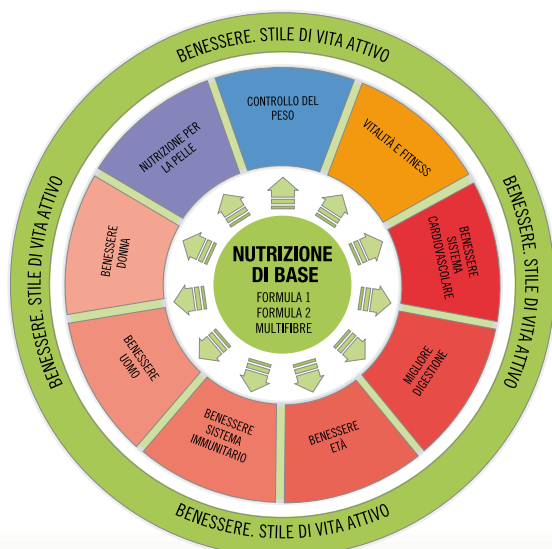 BENESSERE. STILE DI VITA ATTIVO
CONTROLLO DEL
PESO
VITALITÀ E FITNESS
BENESSERE
SISTEMA
CARDIOVASCOLARE
MIGLIORE
DIGESTIONE
BENESSERE
ETÀ
BENESSERE
SISTEMA
IMMUNITARIO
BENESSERE
UOMO
BENESSERE
DONNA
NUTRIZIONE PER
LA PELLE
NUTRIZIONE
DI BASE
FORMULA 1
FORMULA 2
MULTIFIBRE
BENESSERE. STILE DI VITA ATTIVO
BENESSERE. STILE DI VITA ATTIVO
BENESSERE. STILE DI VITA ATTIVO